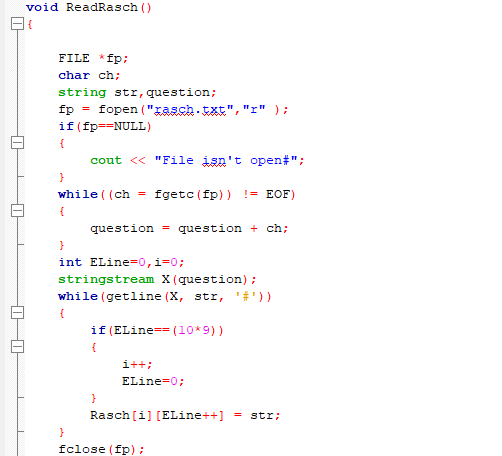 void ReadRasch()
{
FILE *fp;
char ch;
string str,question;
fp = fopen("rasch.txt","r" );
if(fp==NULL)
{
cout << "File isn't open#";
}
while((ch = fgetc(fp)) != EOF)
{
question = question + ch;
}
int ELine=0,i=0;
stringstream X(question);
while(getline(X, str, '#'))
{
if(ELine==(10*9))
{
i++;
ELine=0;
}
Rasch[i][ELine++] = str;
}
fclose(fp);